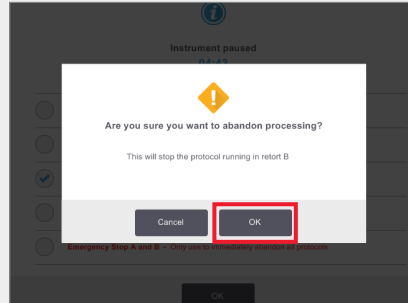 Instrument paused
04:43
Are you sure you want to abandon processing?
This will stop the protocol running in retort B
Cancel
OK
Emergency Stop A and B - Only use to immediately abandon all protocols
OK